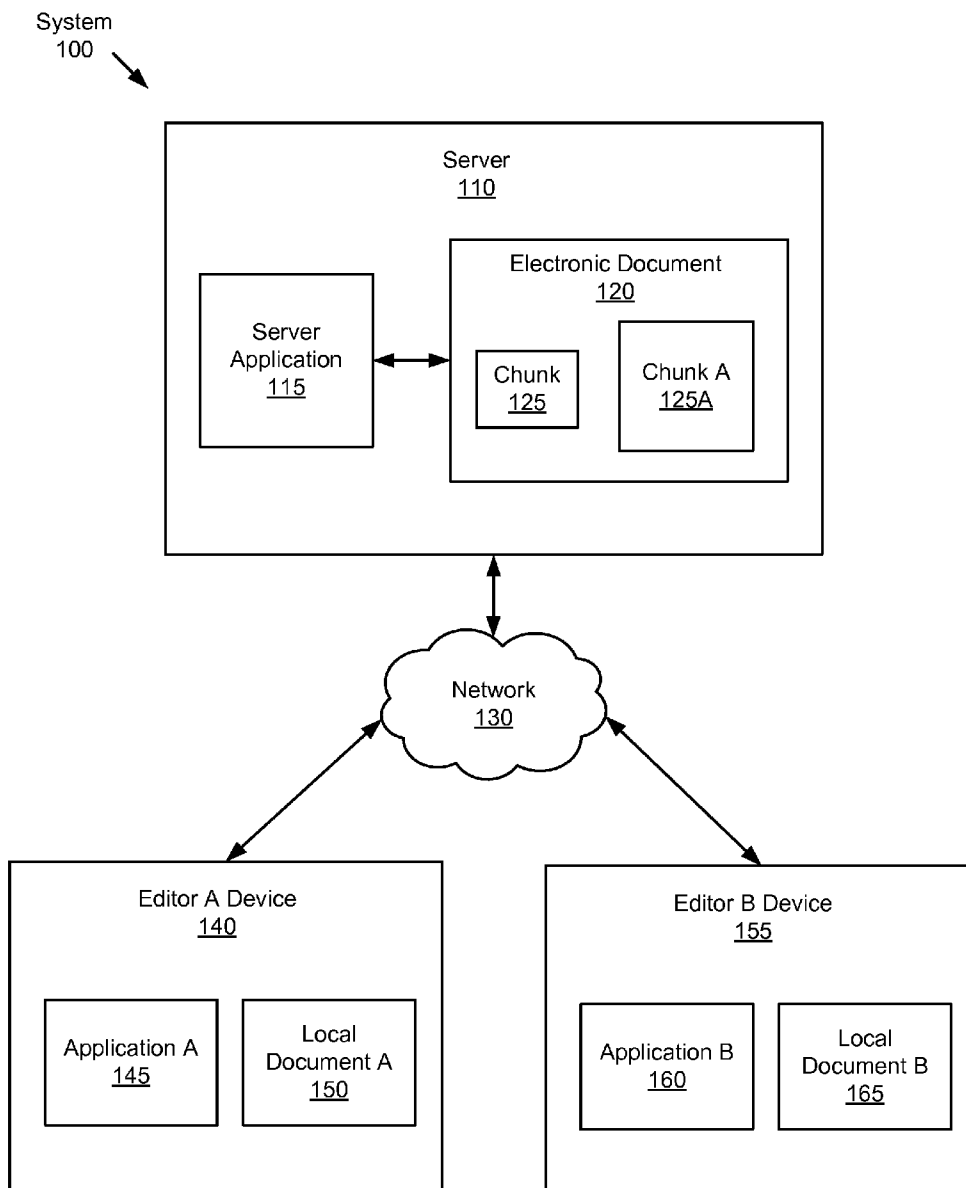 System
100
Server
110
Server
Application
115
Electronic Document
120
Chunk
125
Chunk A
125A
Network
130
Editor A Device
140
Application A
145
Local
Document A
150
Editor B Device
155
Application B
160
Local
Document B
165